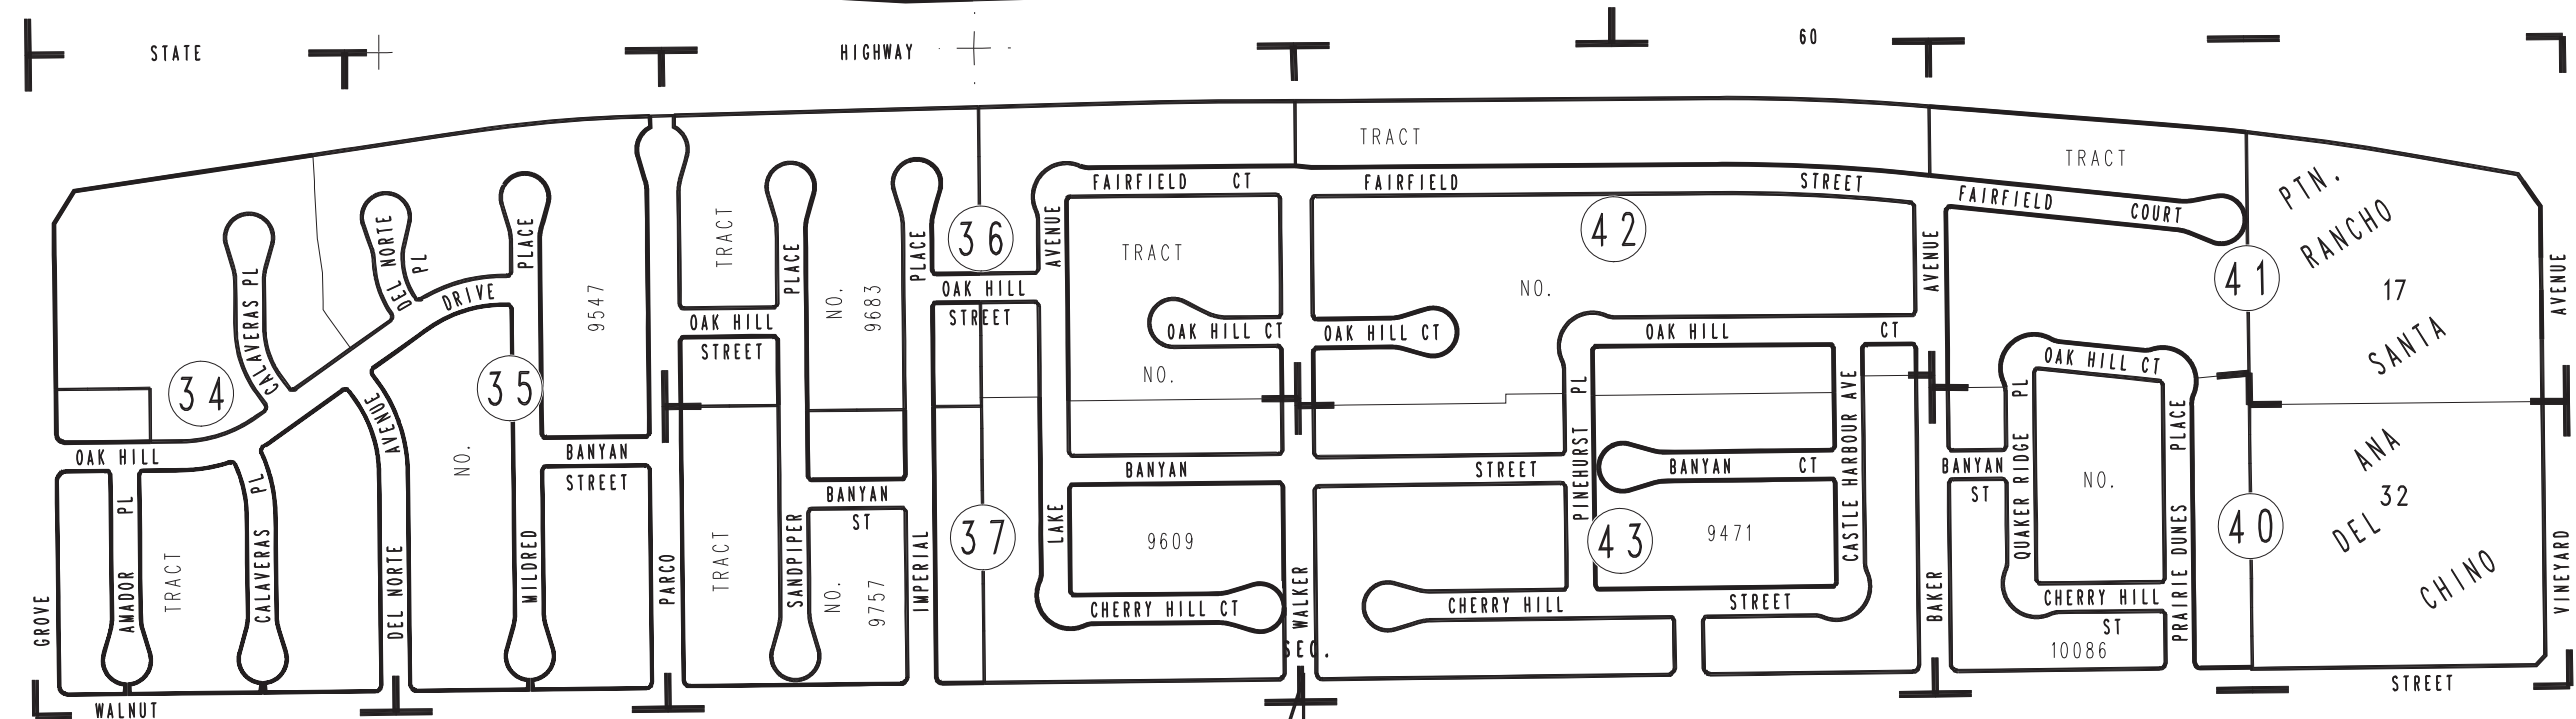 STATE HIGHWAY 60
TRACT
TRACT
FAIRFIELD CT
FAIRFIELD STREET
FAIRFIELD COURT
PTN.
RANCHO
17
SANTA
ANA
32
DEL
CHINO
34
35
36
37
42
43
41
40
CALAVERAS PL
DEL NORTE PL
DEL
DRIVE
PLACE
9547
TRACT
PLACE
NO.
9683
PLACE
OAK HILL
STREET
OAK HILL
STREET
AVENUE
TRACT
NO.
OAK HILL CT
OAK HILL CT
NO.
OAK HILL CT
AVENUE
OAK HILL CT
AVENUE
OAK HILL
AVENUE
NO.
BANYAN
STREET
BANYAN
ST
BANYAN STREET
PINEHURST PL
BANYAN CT
CASTLE HARBOUR AVE
BANYAN
ST
QUAKER RIDGE PL
NO.
PRAIRIE DUNES PLACE
GROVE
AMADOR PL
TRACT
CALAVERAS PL
DEL NORTE
MILDRED
PARCO
TRACT
SANDPIPER
NO.
9757
IMPERIAL
LAKE
9609
CHERRY HILL CT
WALKER
SEC.
CHERRY HILL STREET
9471
BAKER
CHERRY HILL
ST
10086
VINEYARD
WALNUT STREET